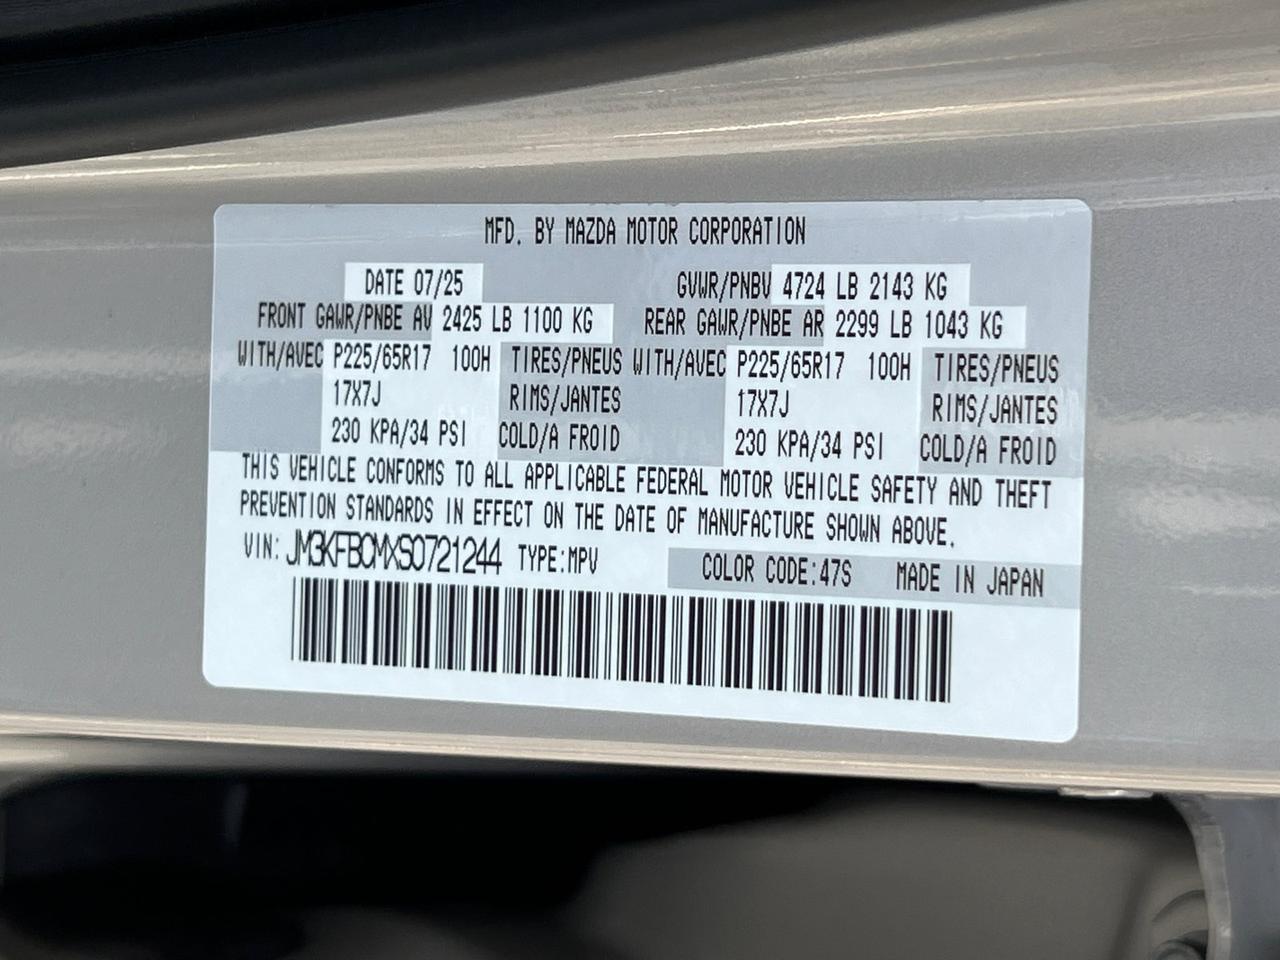 MFD. BY MAZDA MOTOR CORPORATION
DATE 07/25 GVWR/PNBV 4724 LB 2143 KG
FRONT GAWR/PNBE AV 2425 LB 1100 KG REAR GAWR/PNBE AR 2299 LB 1043 KG
WITH/AVEC P225/65R17 100H TIRES/PNEUS WITH/AVEC P225/65R17 100H TIRES/PNEUS
17X7J RIMS/JANTES 17X7J RIMS/JANTES
230 KPA/34 PSI COLD/A FROID 230 KPA/34 PSI COLD/A FROID
THIS VEHICLE CONFORMS TO ALL APPLICABLE FEDERAL MOTOR VEHICLE SAFETY AND THEFT
PREVENTION STANDARDS IN EFFECT ON THE DATE OF MANUFACTURE SHOWN ABOVE.
VIN: JM3KFBCMXS0721244 TYPE:MPV COLOR CODE:47S MADE IN JAPAN